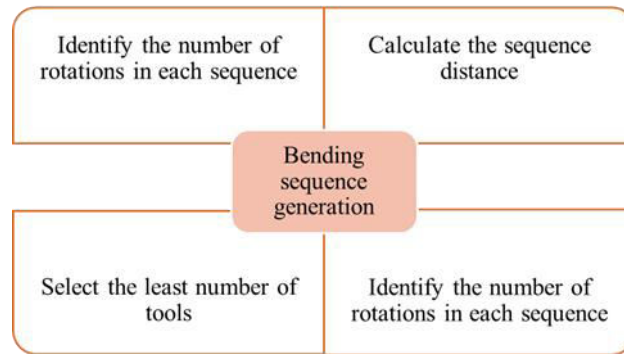 Identify the number of
rotations in each sequence
Calculate the sequence
distance
Bending
sequence
generation
Select the least number of
tools
Identify the number of
rotations in each sequence